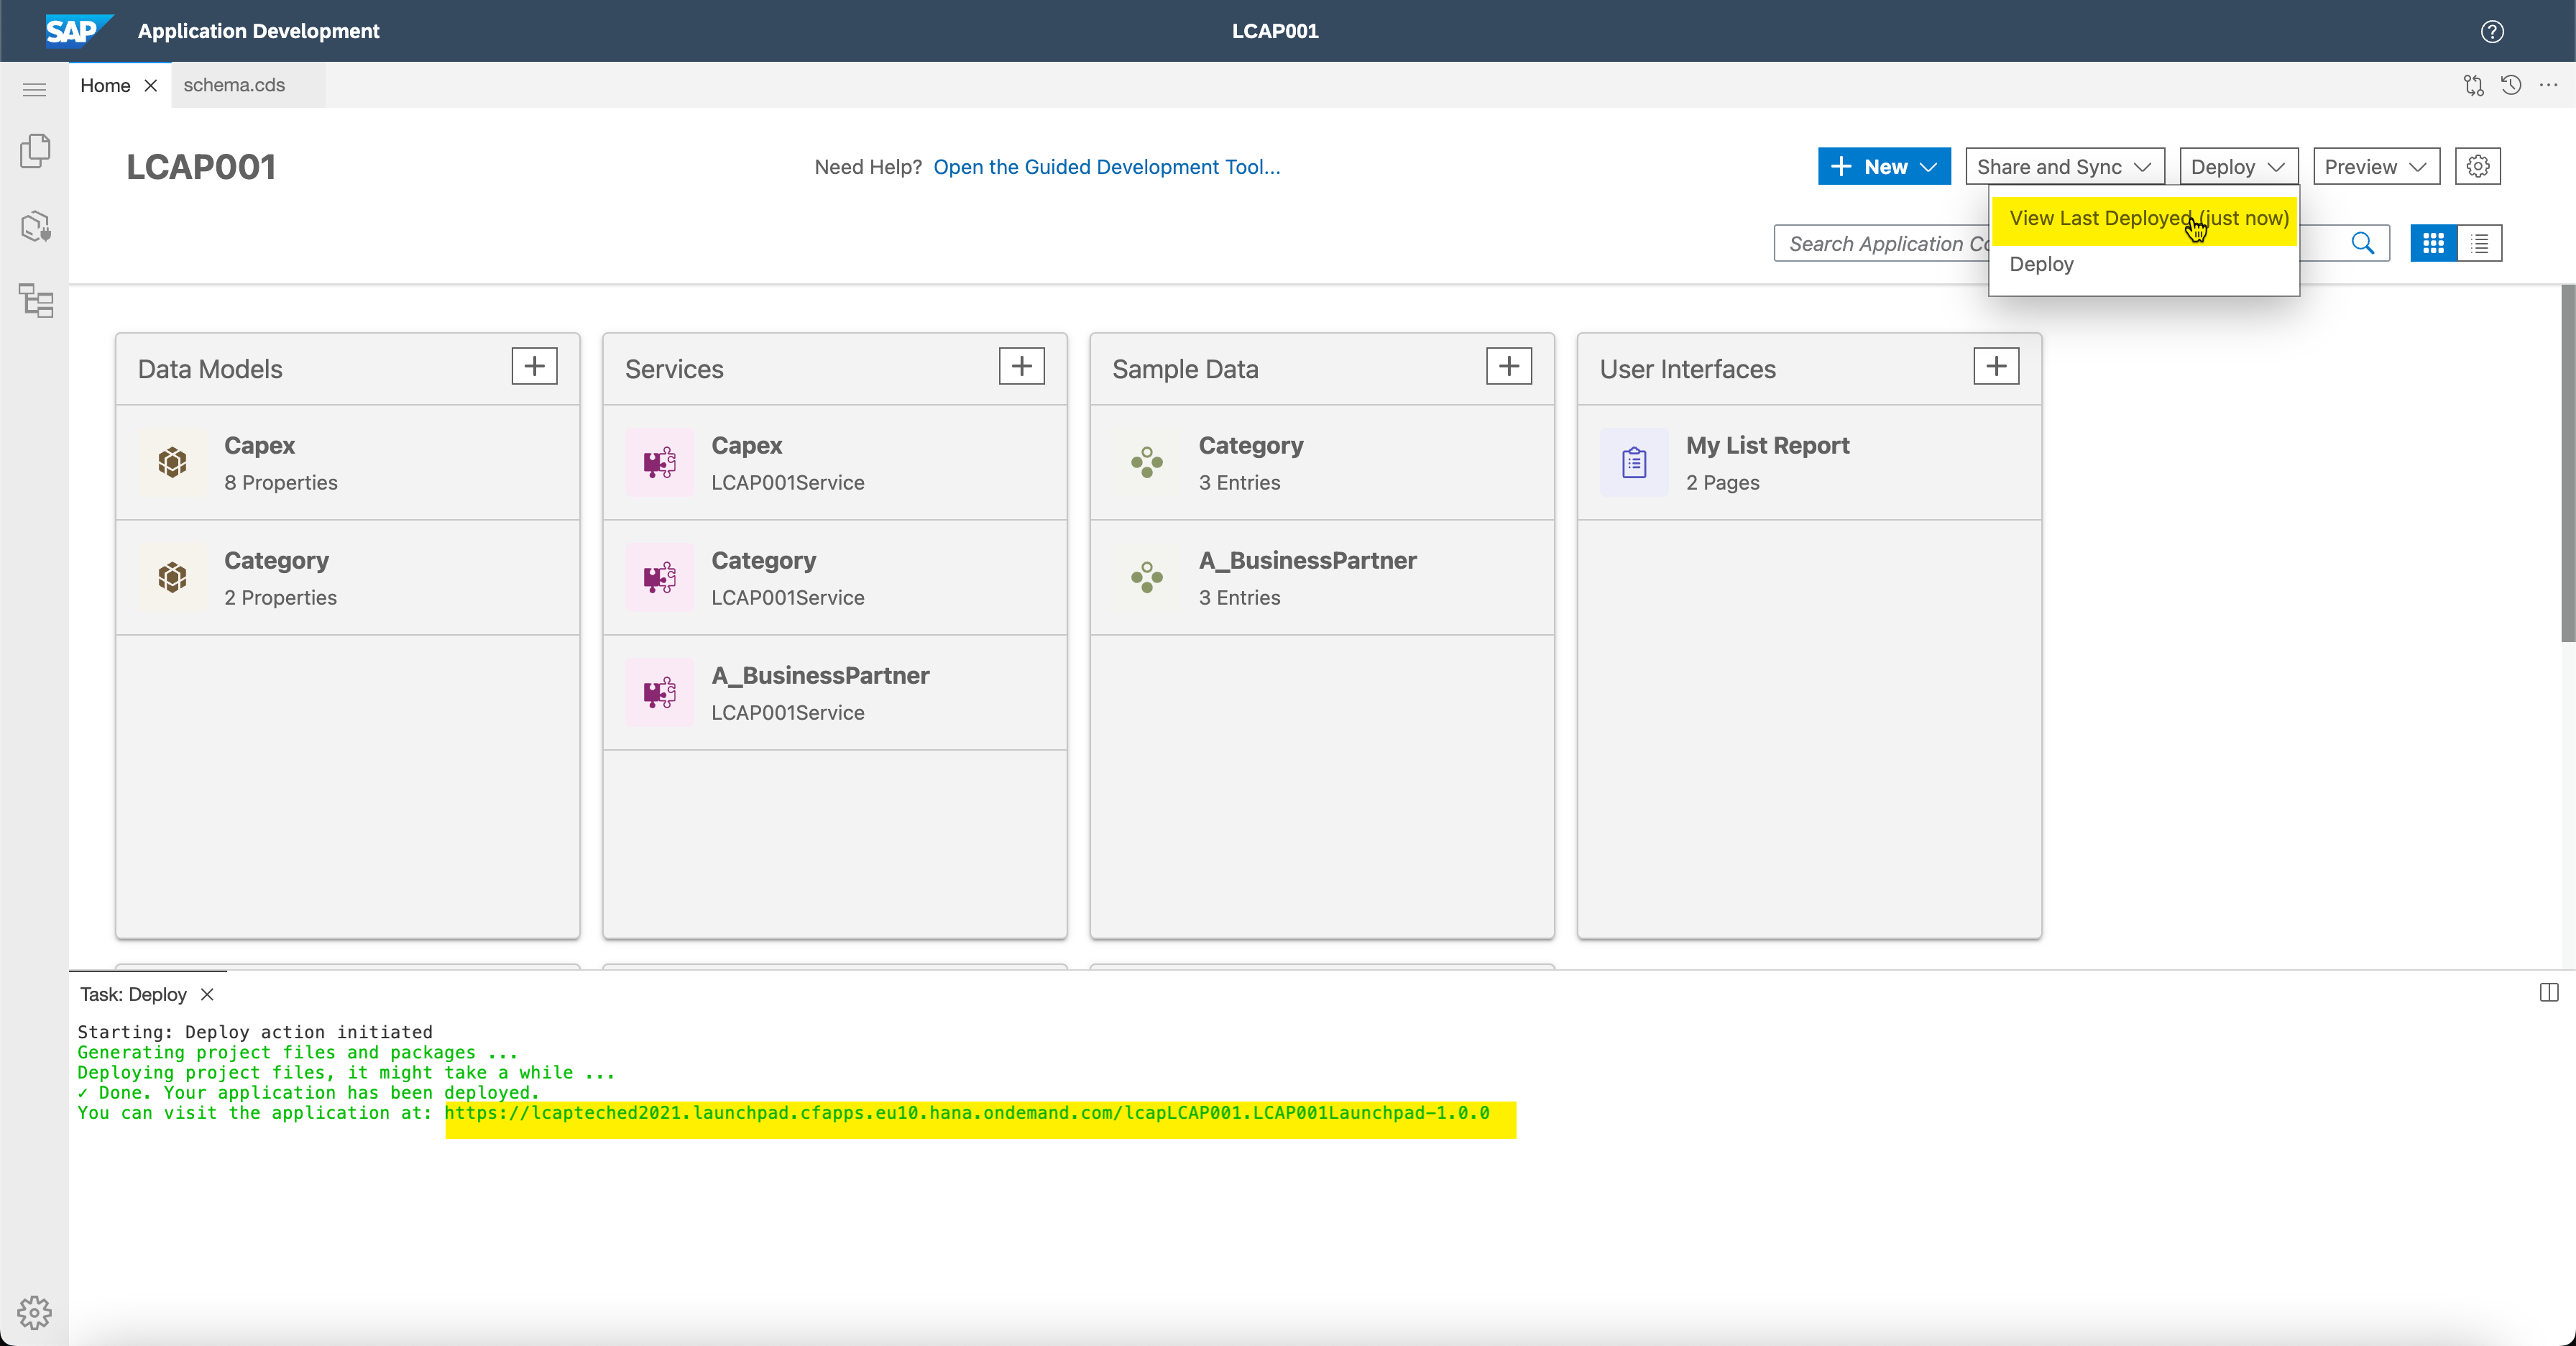 SAP Application Development
LCAP001
Home
schema.cds
LCAP001
Need Help? Open the Guided Development Tool...
New
Share and Sync
Deploy
Preview
View Last Deployed (just now)
Search Application
Deploy
Data Models
Capex
8 Properties
Category
2 Properties
Services
Capex
LCAP001Service
Category
LCAP001Service
A_BusinessPartner
LCAP001Service
Sample Data
Category
3 Entries
A_BusinessPartner
3 Entries
User Interfaces
My List Report
2 Pages
Task: Deploy
Starting: Deploy action initiated
Generating project files and packages ...
Deploying project files, it might take a while ...
✓ Done. Your application has been deployed.
You can visit the application at: https://lcapteched2021.launchpad.cfapps.eu10.hana.ondemand.com/lcapLCAP001.LCAP001Launchpad-1.0.0